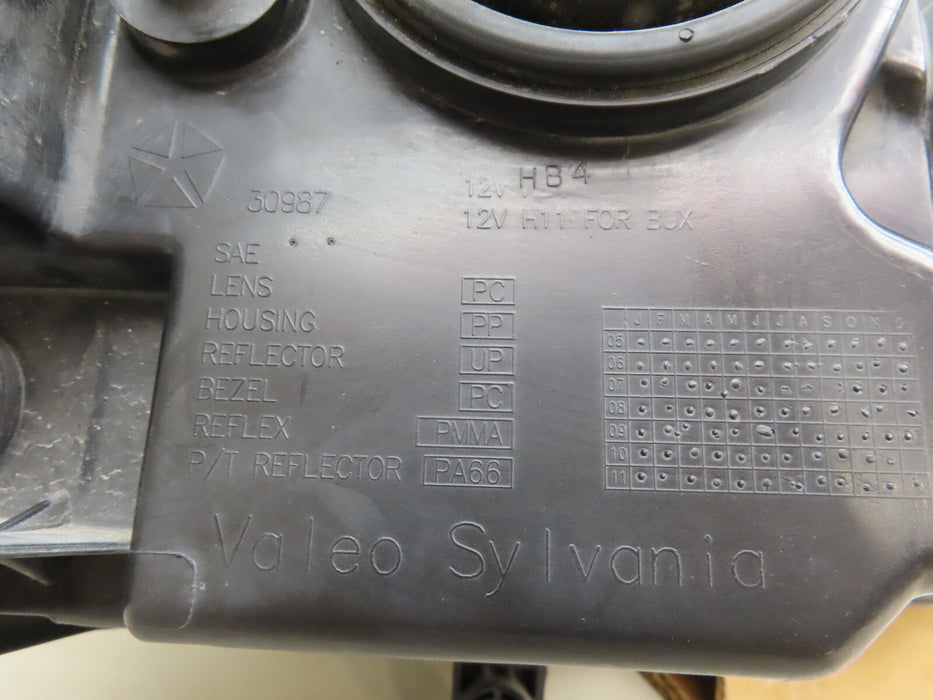 30987
12V HB4
12V H11 FOR BUX
SAE
LENS PC
HOUSING PP
REFLECTOR UP
BEZEL PC
REFLEX PMMA
P/T REFLECTOR PA66
J F M A M J J A S O N D
05
06
07
08
09
10
11
Valeo Sylvania